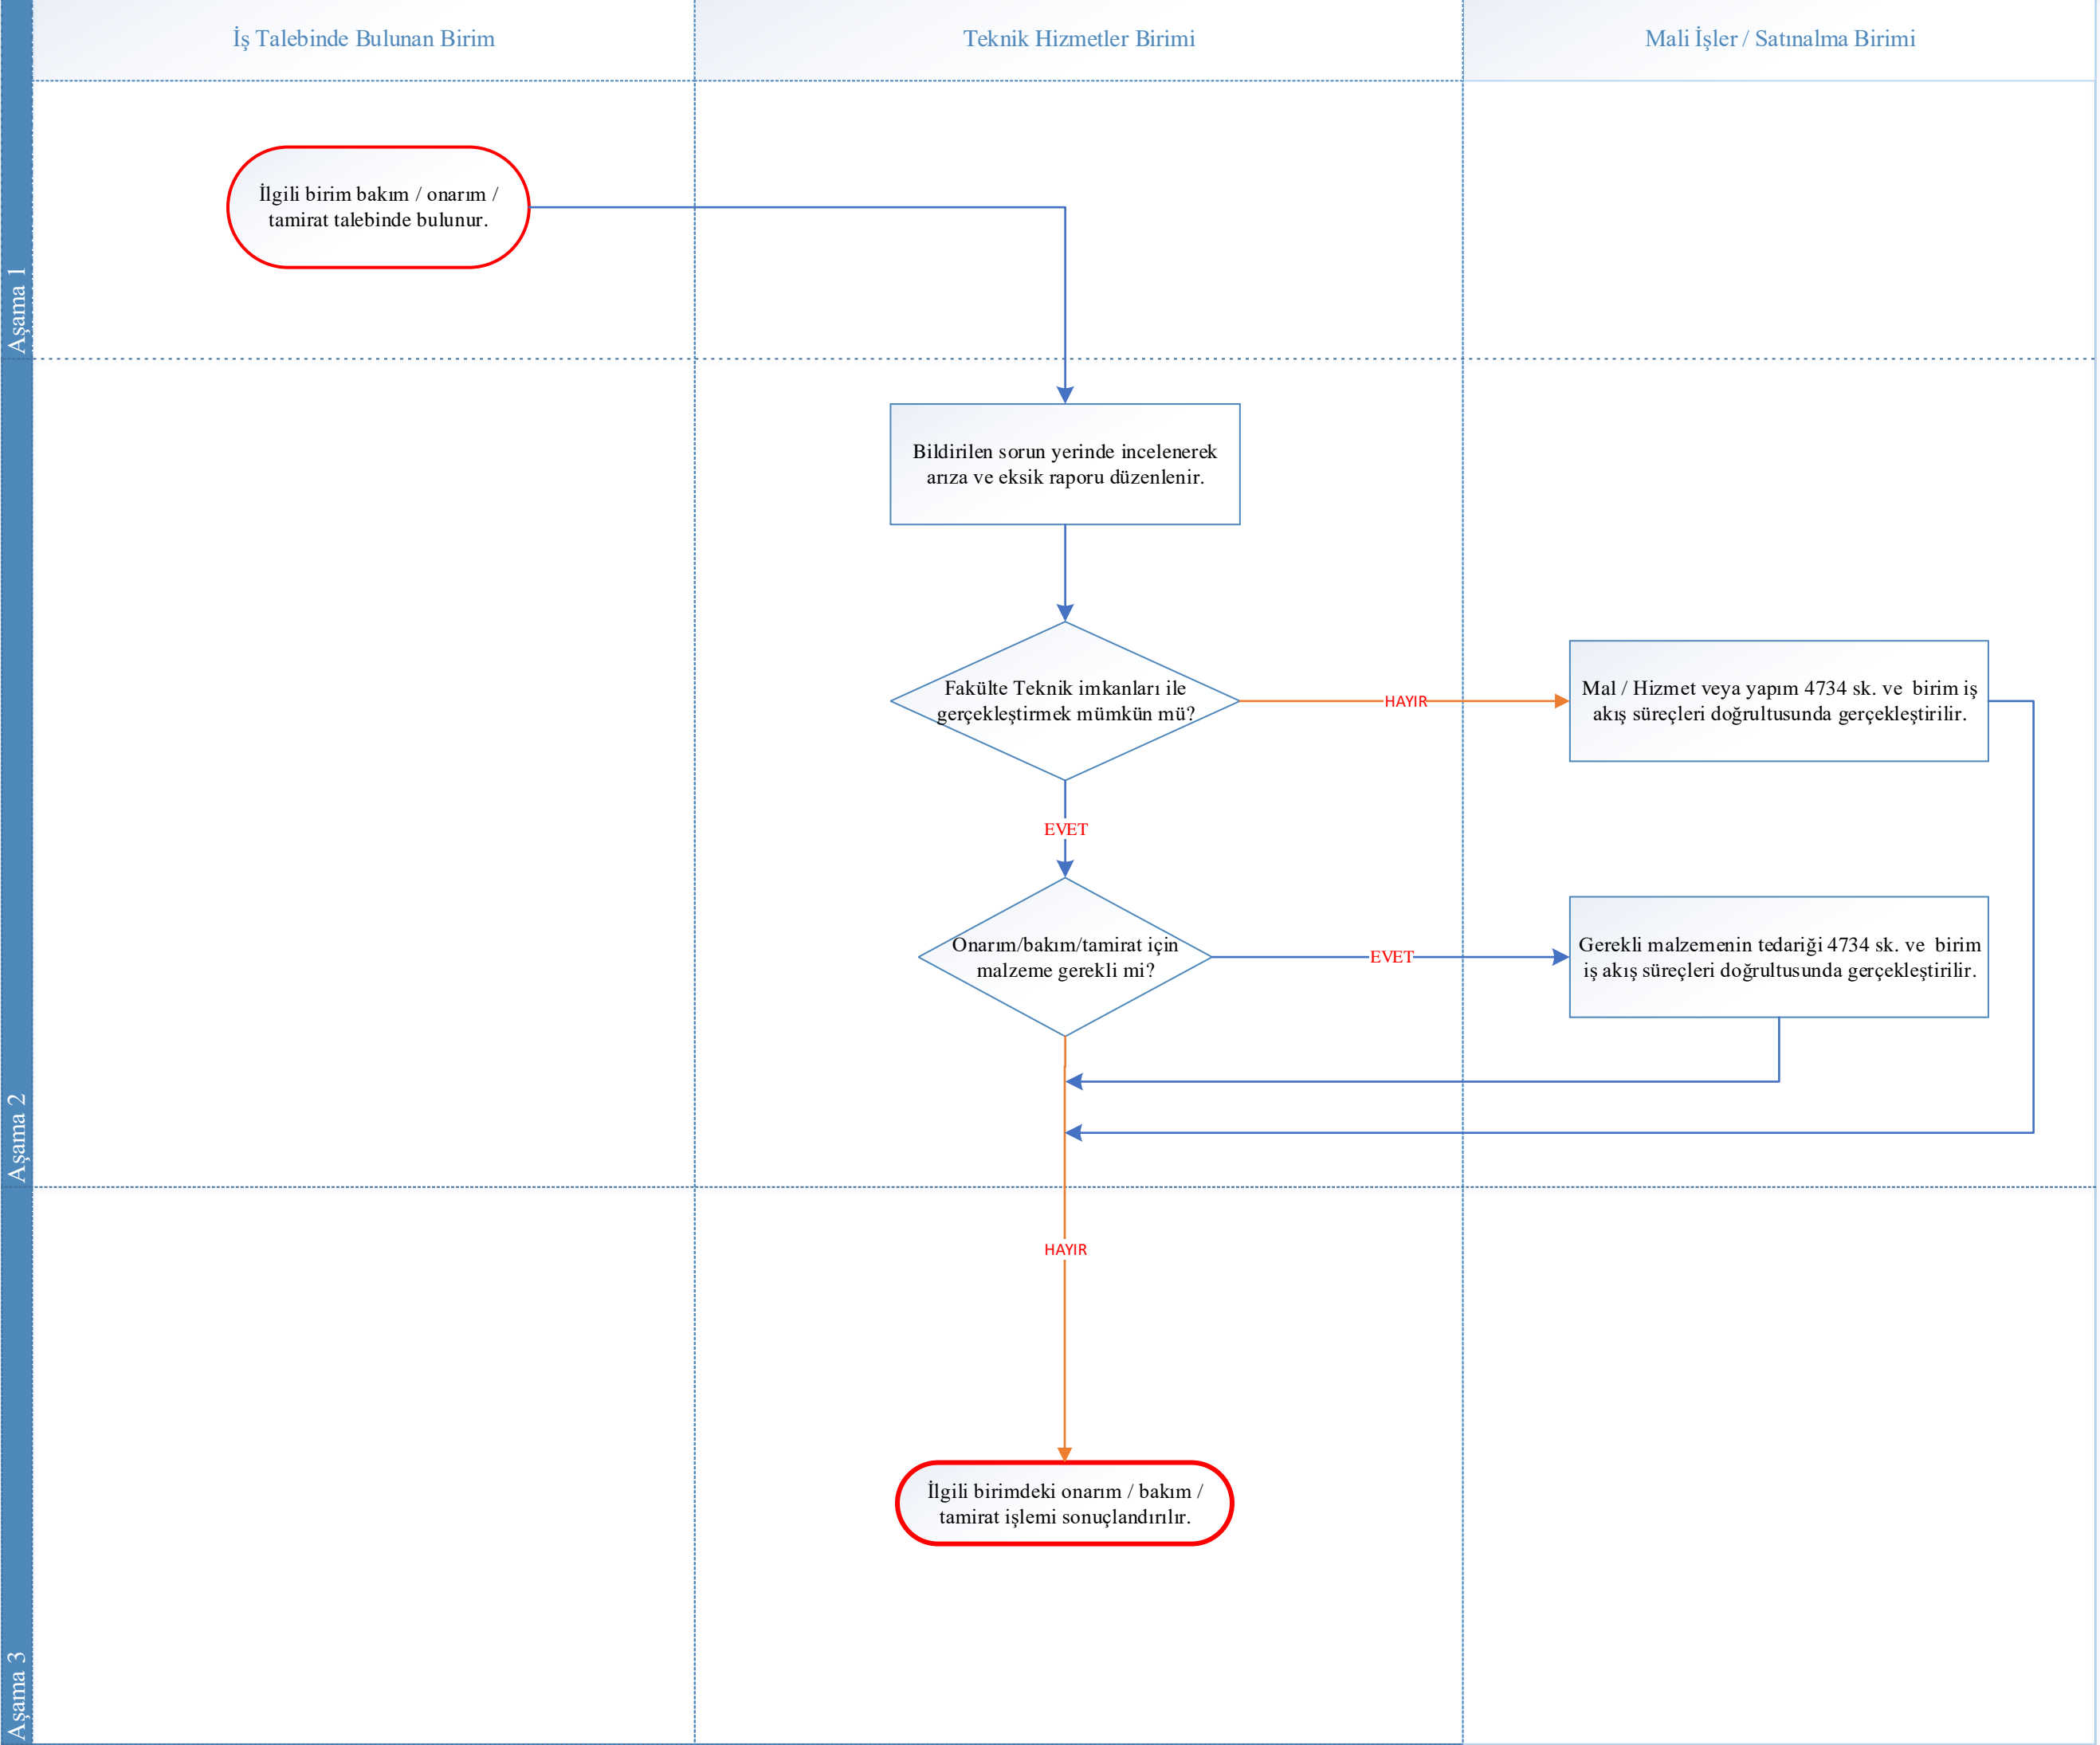 İş Talebinde Bulunan Birim
Teknik Hizmetler Birimi
Mali İşler / Satınalma Birimi
Aşama 1
İlgili birim bakım / onarım /
tamirat talebinde bulunur.
Aşama 2
Bildirilen sorun yerinde incelenerek
arıza ve eksik raporu düzenlenir.
Fakülte Teknik imkanları ile
gerçekleştirmek mümkün mü?
HAYIR
Mal / Hizmet veya yapım 4734 sk. ve  birim iş
akış süreçleri doğrultusunda gerçekleştirilir.
EVET
Onarım/bakım/tamirat için
malzeme gerekli mi?
EVET
Gerekli malzemenin tedariği 4734 sk. ve  birim
iş akış süreçleri doğrultusunda gerçekleştirilir.
Aşama 3
HAYIR
İlgili birimdeki onarım / bakım /
tamirat işlemi sonuçlandırılır.